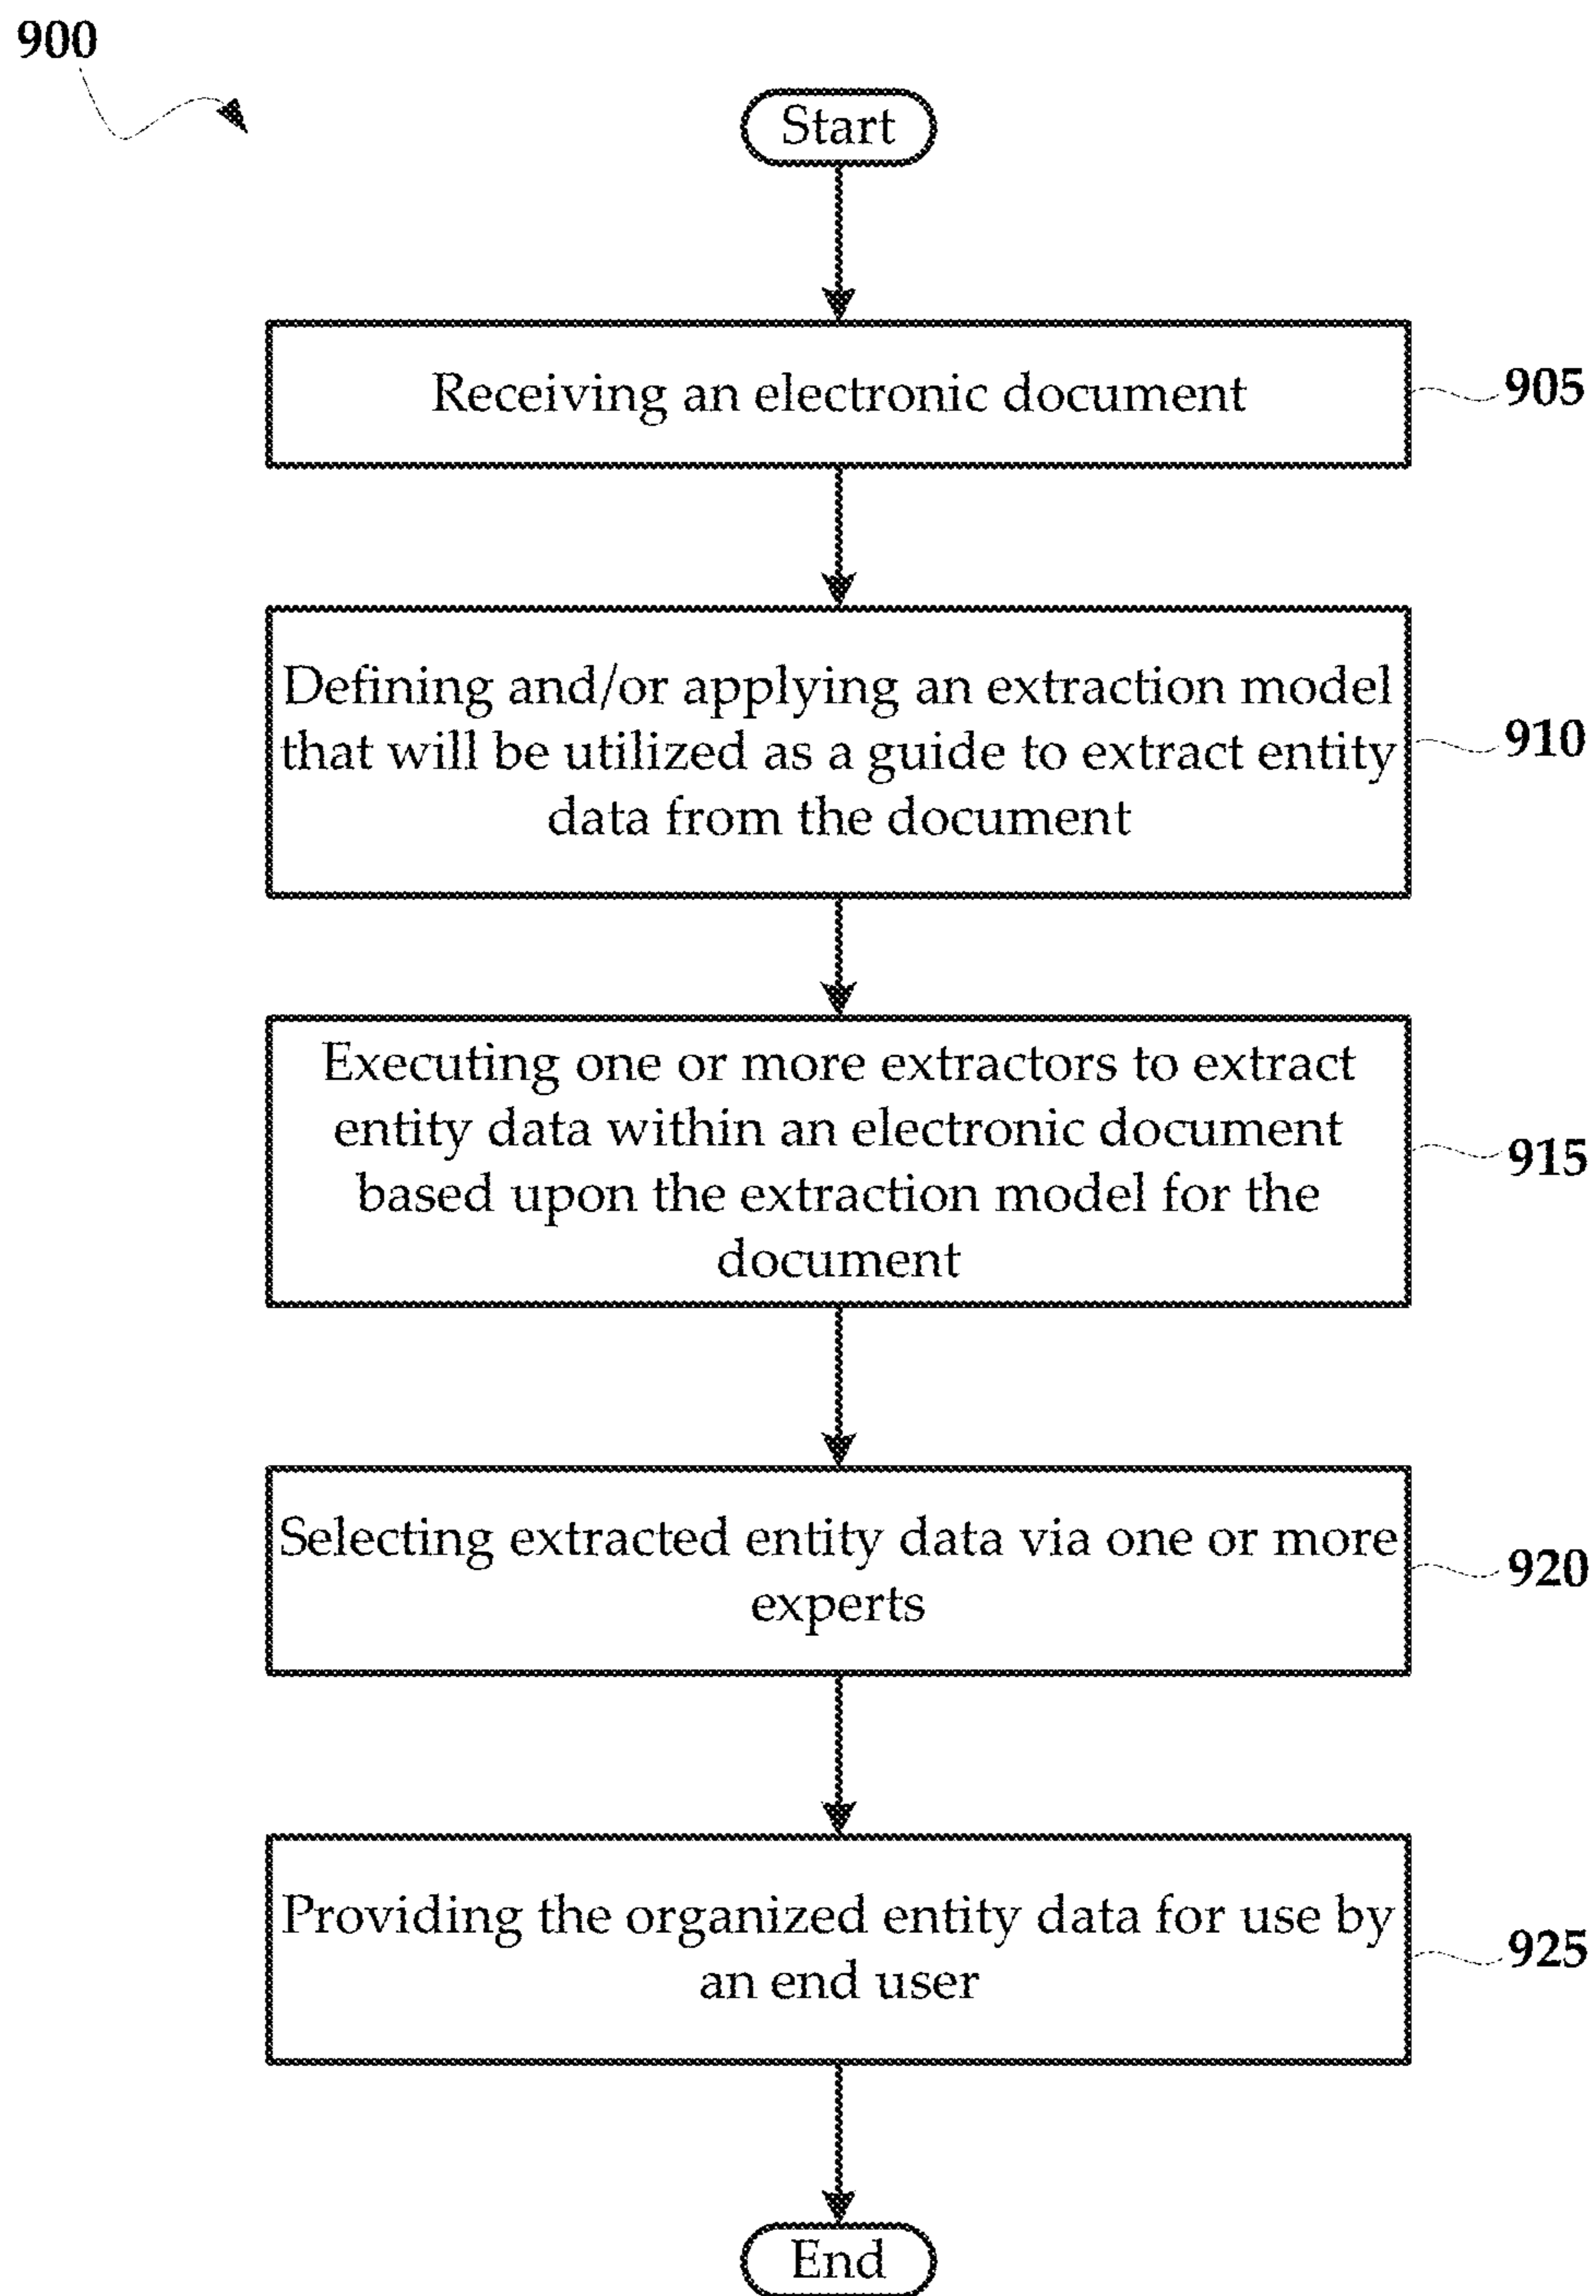 900
Start
Receiving an electronic document
905
Defining and/or applying an extraction model
that will be utilized as a guide to extract entity
data from the document
910
Executing one or more extractors to extract
entity data within an electronic document
based upon the extraction model for the
document
915
Selecting extracted entity data via one or more
experts
920
Providing the organized entity data for use by
an end user
925
End